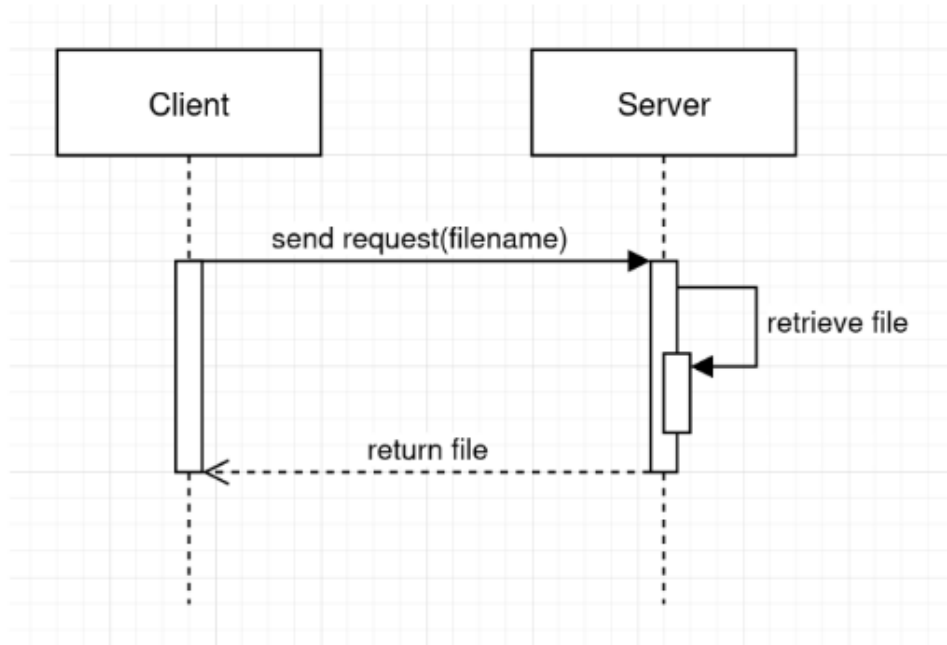 Client
Server
send request(filename)
retrieve file
return file